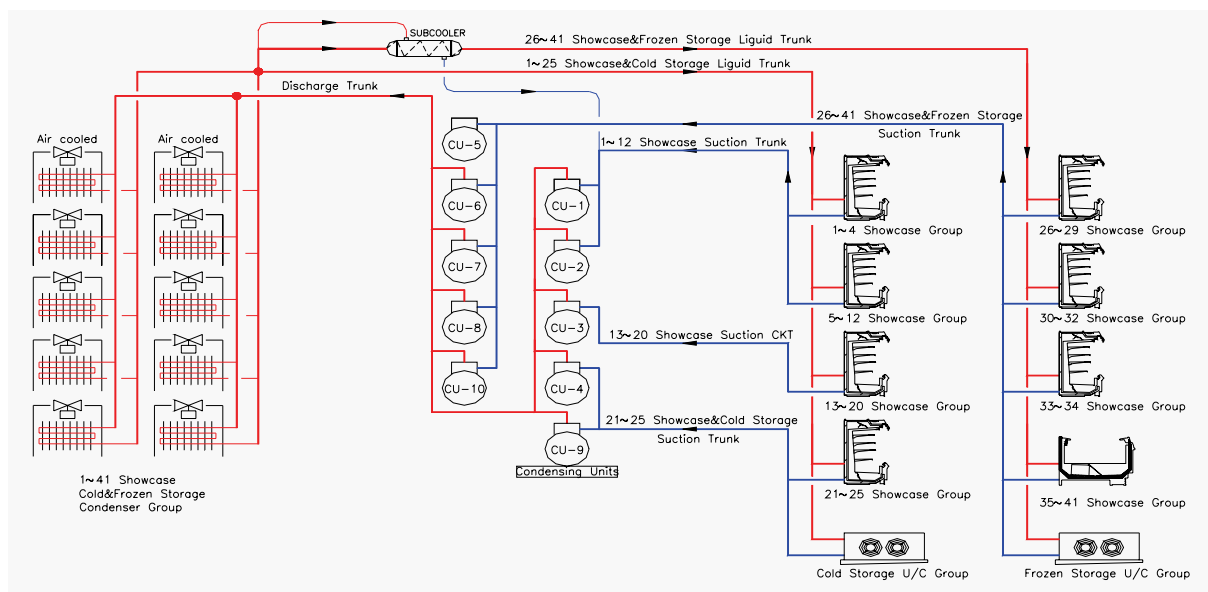 SUBCOOLER
26~41 Showcase&Frozen Storage Liquid Trunk
1~25 Showcase&Cold Storage Liquid Trunk
Discharge Trunk
26~41 Showcase&Frozen Storage
Suction Trunk
1~12 Showcase Suction Trunk
Air cooled
Air cooled
CU-5
CU-6
CU-7
CU-8
CU-10
CU-1
CU-2
CU-3
CU-4
CU-9
Condensing Units
13~20 Showcase Suction CKT
21~25 Showcase&Cold Storage
Suction Trunk
1~4 Showcase Group
5~12 Showcase Group
13~20 Showcase Group
21~25 Showcase Group
Cold Storage U/C Group
26~29 Showcase Group
30~32 Showcase Group
33~34 Showcase Group
35~41 Showcase Group
Frozen Storage U/C Group
1~41 Showcase
Cold&Frozen Storage
Condenser Group